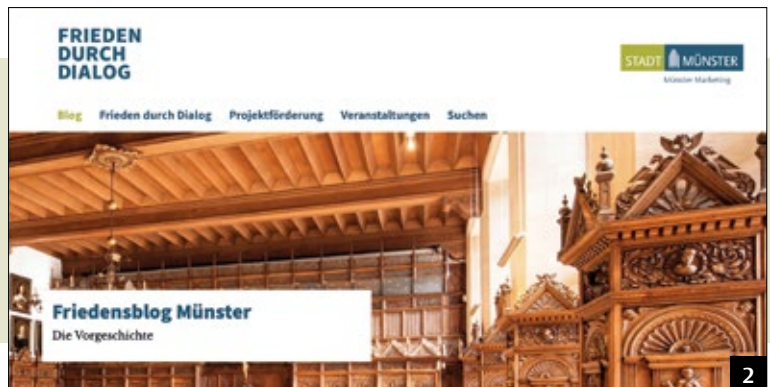 FRIEDEN
DURCH
DIALOG
STADT MÜNSTER
Münster Marketing
Blog Frieden durch Dialog Projektförderung Veranstaltungen Suchen
Friedensblog Münster
Die Vorgeschichte
2